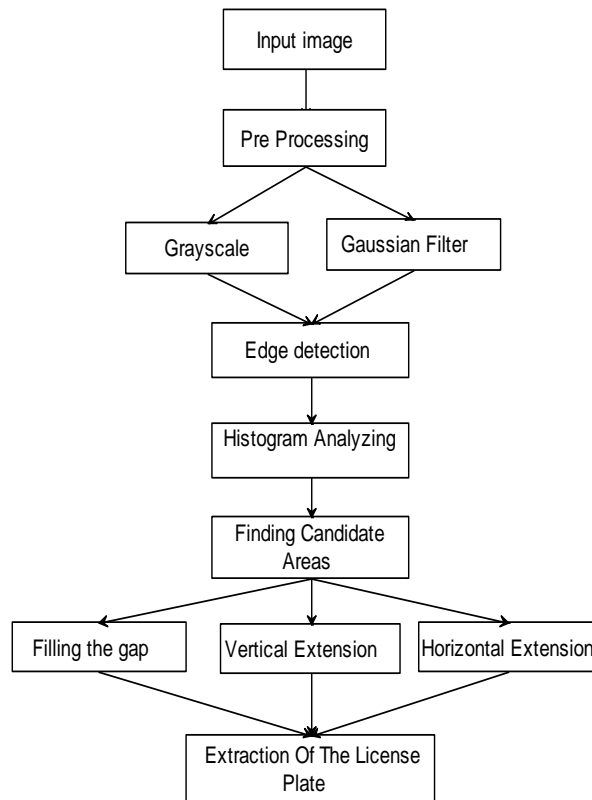 Input image
Pre Processing
Grayscale
Gaussian Filter
Edge detection
Histogram Analyzing
Finding Candidate
Areas
Filling the gap
Vertical Extension
Horizontal Extension
Extraction Of The License
Plate